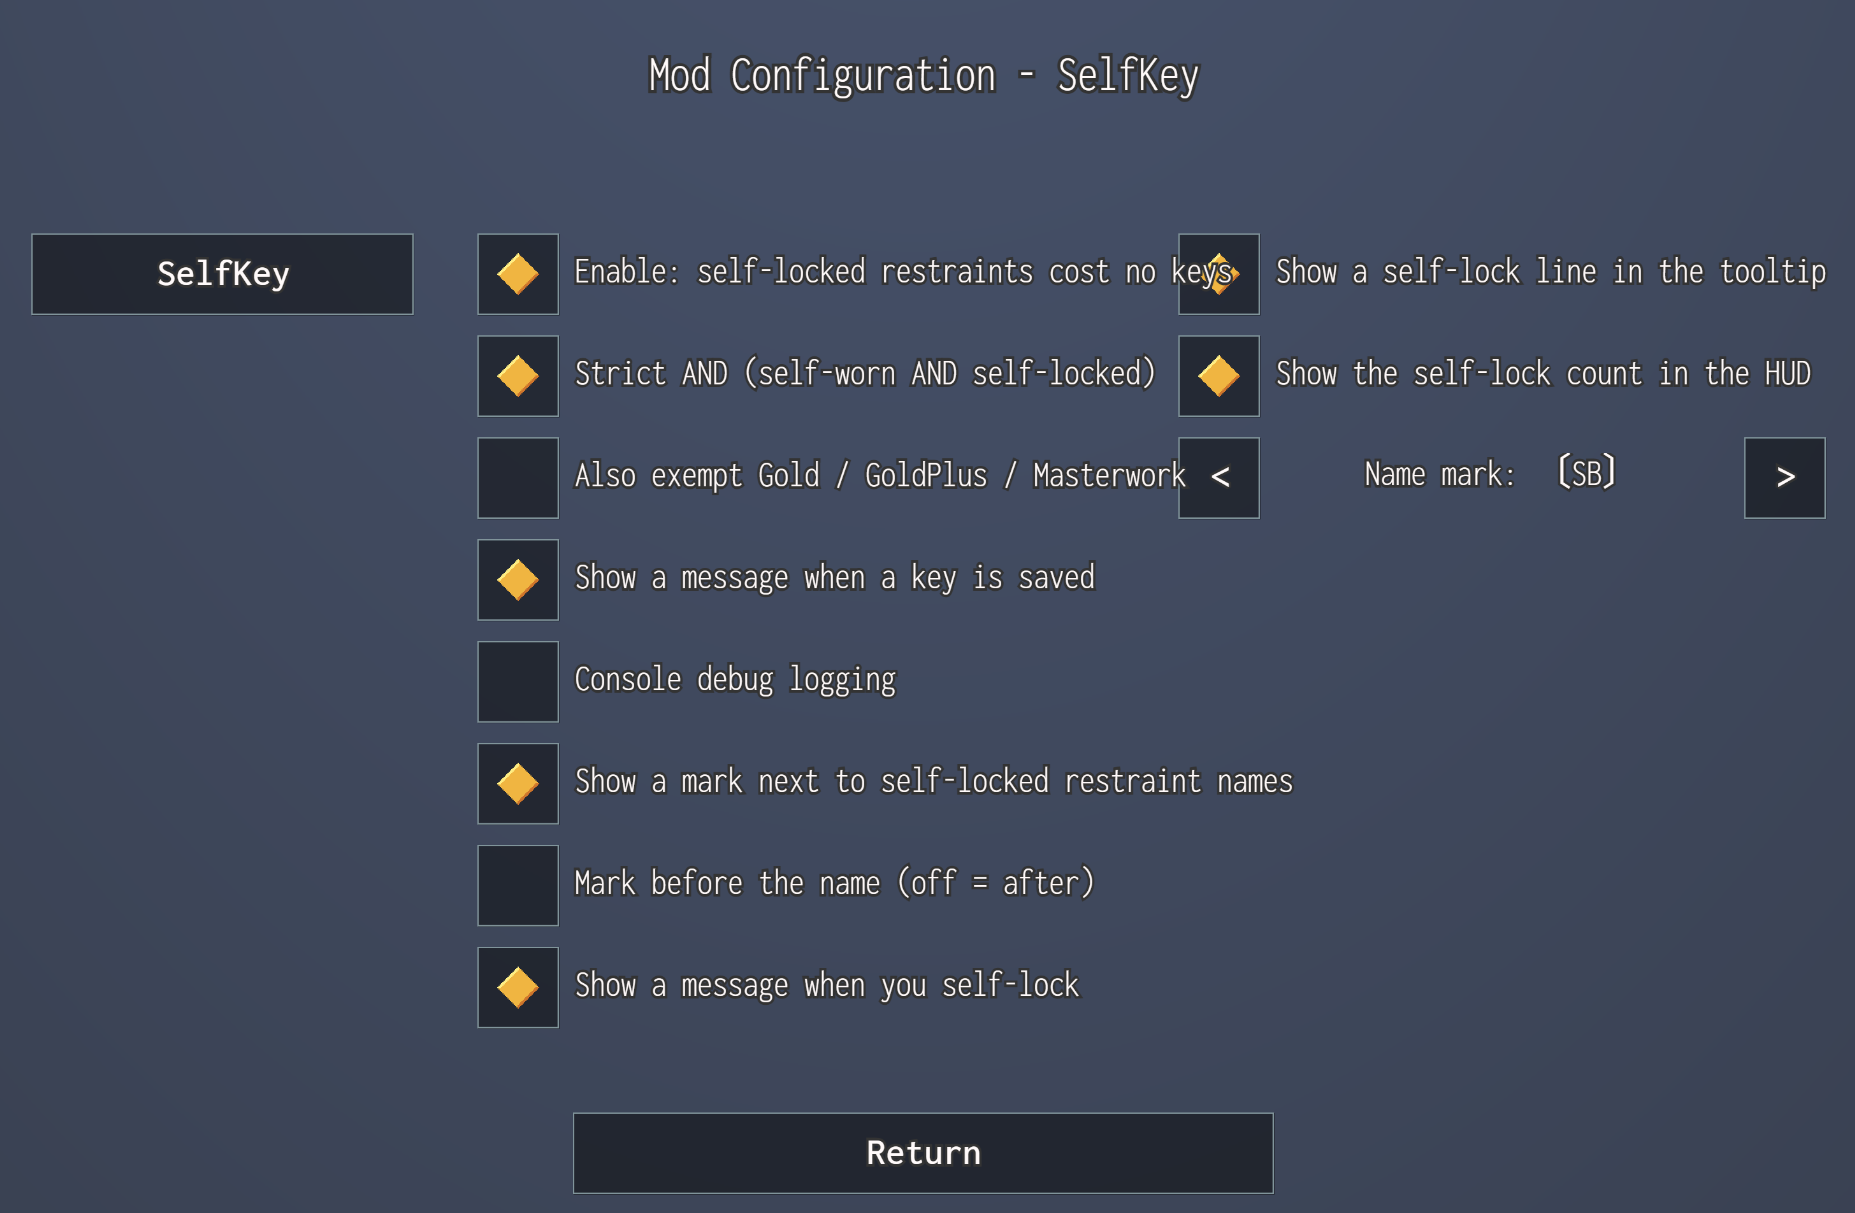 Mod Configuration - SelfKey
SelfKey
Enable: self-locked restraints cost no keys
Strict AND (self-worn AND self-locked)
Also exempt Gold / GoldPlus / Masterwork
Show a message when a key is saved
Console debug logging
Show a mark next to self-locked restraint names
Mark before the name (off = after)
Show a message when you self-lock
Show a self-lock line in the tooltip
Show the self-lock count in the HUD
< Name mark: 〔SB〕 >
Return